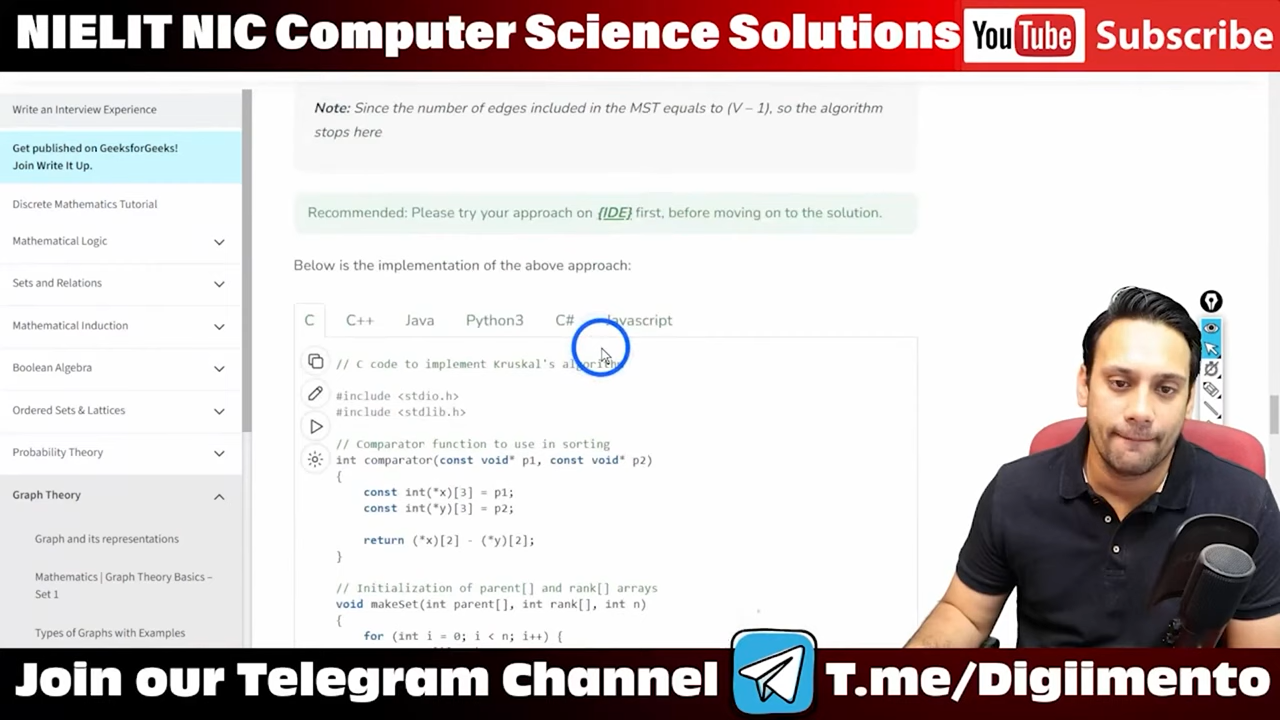 NIELIT NIC Computer Science Solutions
YouTube Subscribe
Write an Interview Experience
Get published on GeeksforGeeks!
Join Write It Up.
Discrete Mathematics Tutorial
Mathematical Logic
Sets and Relations
Mathematical Induction
Boolean Algebra
Ordered Sets & Lattices
Probability Theory
Graph Theory
Graph and its representations
Mathematics | Graph Theory Basics –
Set 1
Types of Graphs with Examples
Note: Since the number of edges included in the MST equals to (V – 1), so the algorithm
stops here
Recommended: Please try your approach on {IDE} first, before moving on to the solution.
Below is the implementation of the above approach:
C C++ Java Python3 C# Javascript
// C code to implement Kruskal's algorithm
#include <stdio.h>
#include <stdlib.h>
// Comparator function to use in sorting
int comparator(const void* p1, const void* p2)
{
const int(*x)[3] = p1;
const int(*y)[3] = p2;
return (*x)[2] - (*y)[2];
}
// Initialization of parent[] and rank[] arrays
void makeSet(int parent[], int rank[], int n)
{
for (int i = 0; i < n; i++) {
Join our Telegram Channel T.me/Digiimento